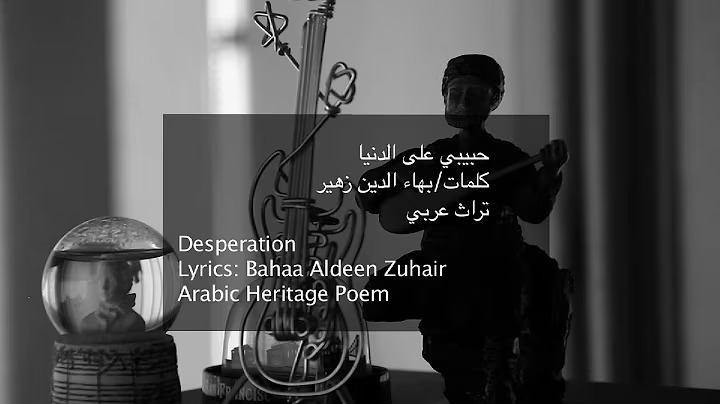 حبيبي على الدنيا
كلمات/بهاء الدين زهير
تراث عربي
Desperation
Lyrics: Bahaa Aldeen Zuhair
Arabic Heritage Poem